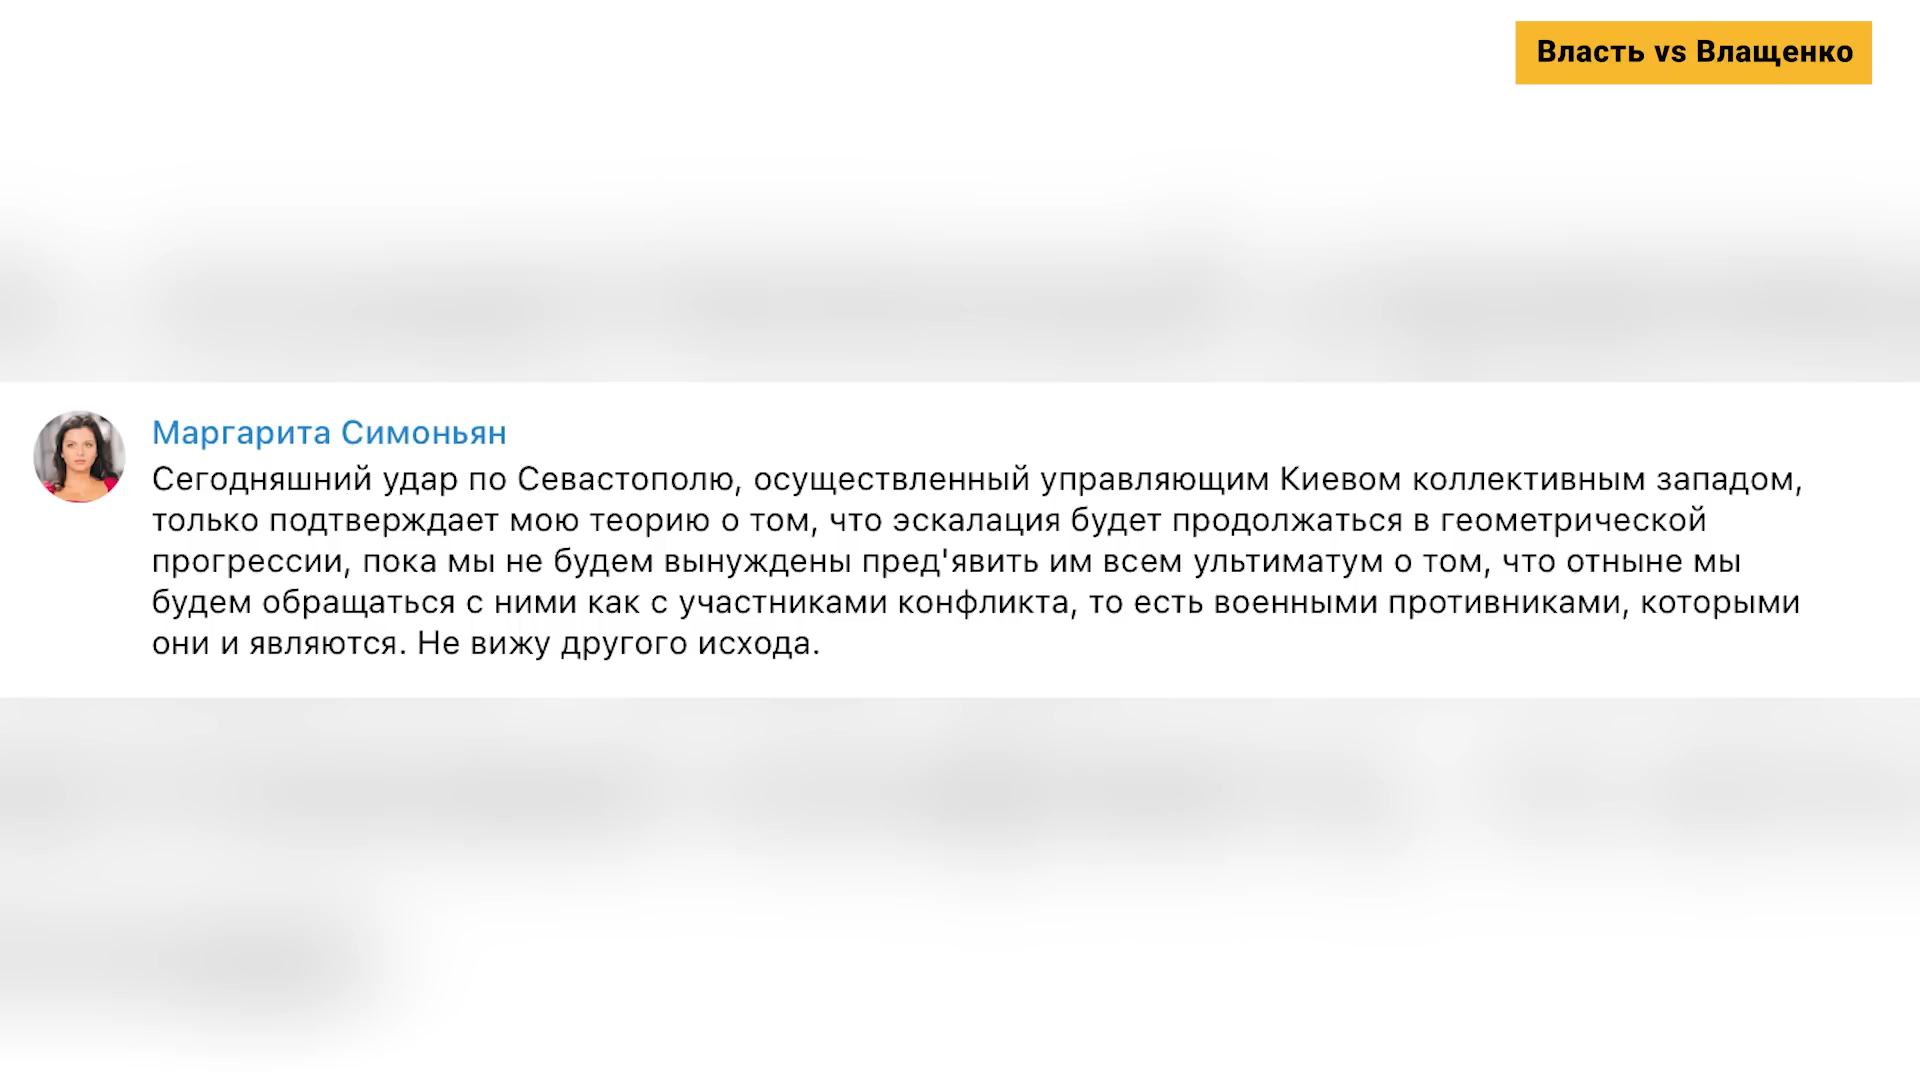 Власть vs Влащенко
Маргарита Симоньян
Сегодняшний удар по Севастополю, осуществленный управляющим Киевом коллективным западом,
только подтверждает мою теорию о том, что эскалация будет продолжаться в геометрической
прогрессии, пока мы не будем вынуждены пред'явить им всем ультиматум о том, что отныне мы
будем обращаться с ними как с участниками конфликта, то есть военными противниками, которыми
они и являются. Не вижу другого исхода.